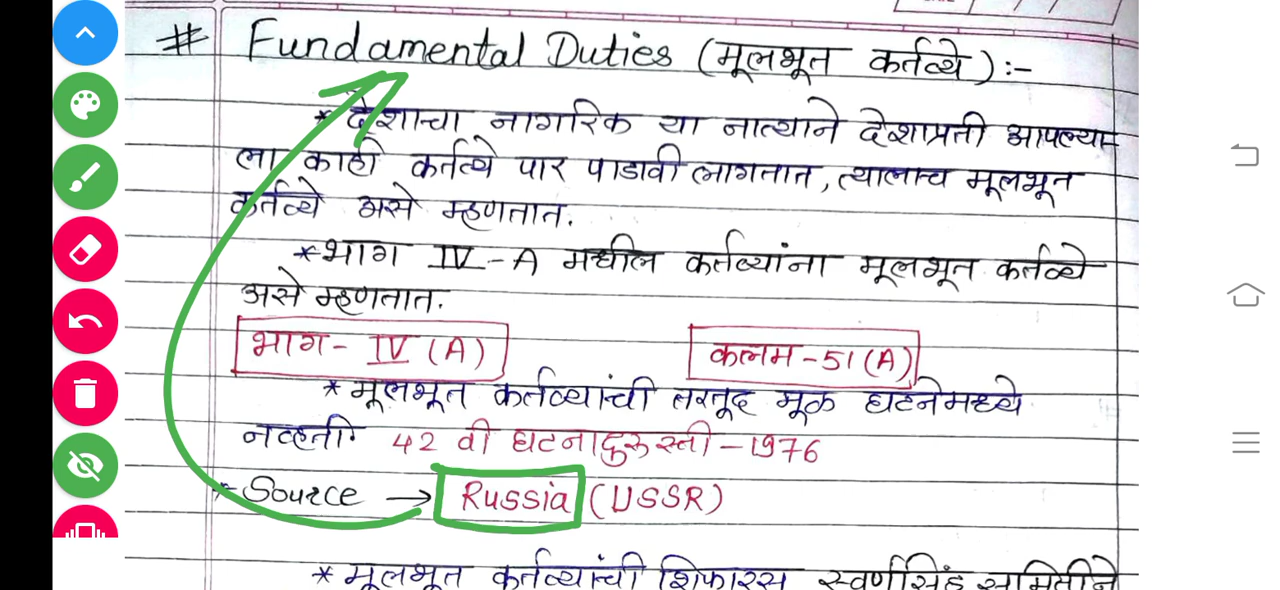 # Fundamental Duties (मूलभूत कर्तव्ये) :-
* देशाचा नागरिक या नात्याने देशाप्रती आपल्या-
ला काही कर्तव्ये पार पाडावी लागतात, त्यालाच मूलभूत
कर्तव्ये असे म्हणतात.
* भाग IV-A मधील कर्तव्यांना मूलभूत कर्तव्ये
असे म्हणतात.
भाग- IV (A) कलम-51(A)
* मूलभूत कर्तव्यांची तरतूद मूळ घटनेमध्ये
नव्हती. 42 वी घटनादुरुस्ती-1976
* Source → Russia (USSR)
* मूलभूत कर्तव्यांची शिफारस स्वर्णसिंह समितीने